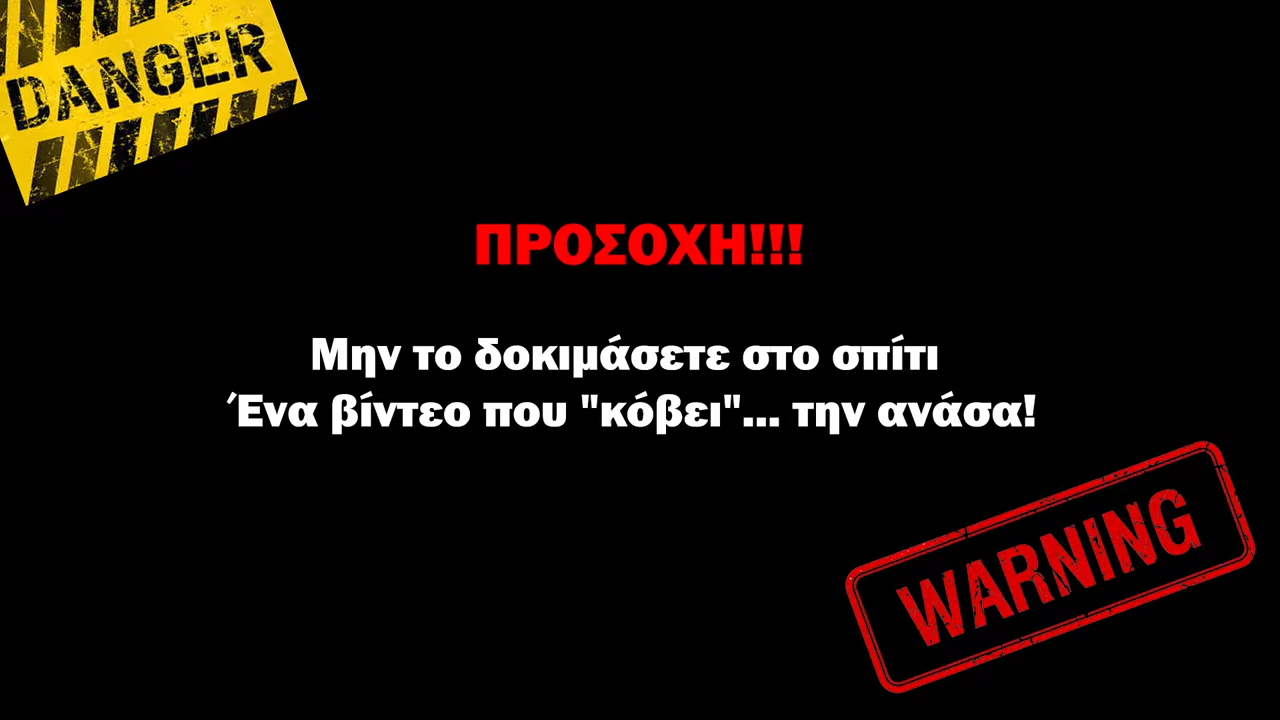 DANGER
ΠΡΟΣΟΧΗ!!!
Μην το δοκιμάσετε στο σπίτι
Ένα βίντεο που "κόβει"... την ανάσα!
WARNING